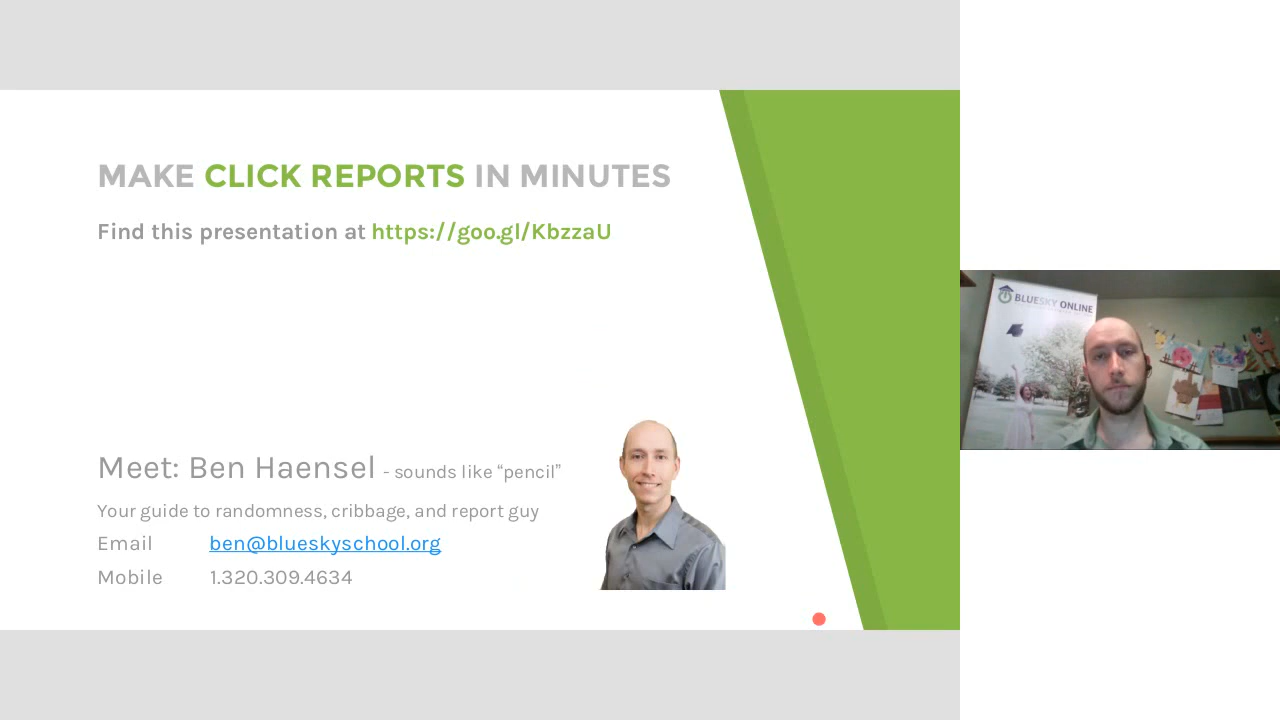 MAKE CLICK REPORTS IN MINUTES
Find this presentation at https://goo.gl/KbzzaU
Meet: Ben Haensel - sounds like “pencil”
Your guide to randomness, cribbage, and report guy
Email ben@blueskyschool.org
Mobile 1.320.309.4634
BLUESKY ONLINE